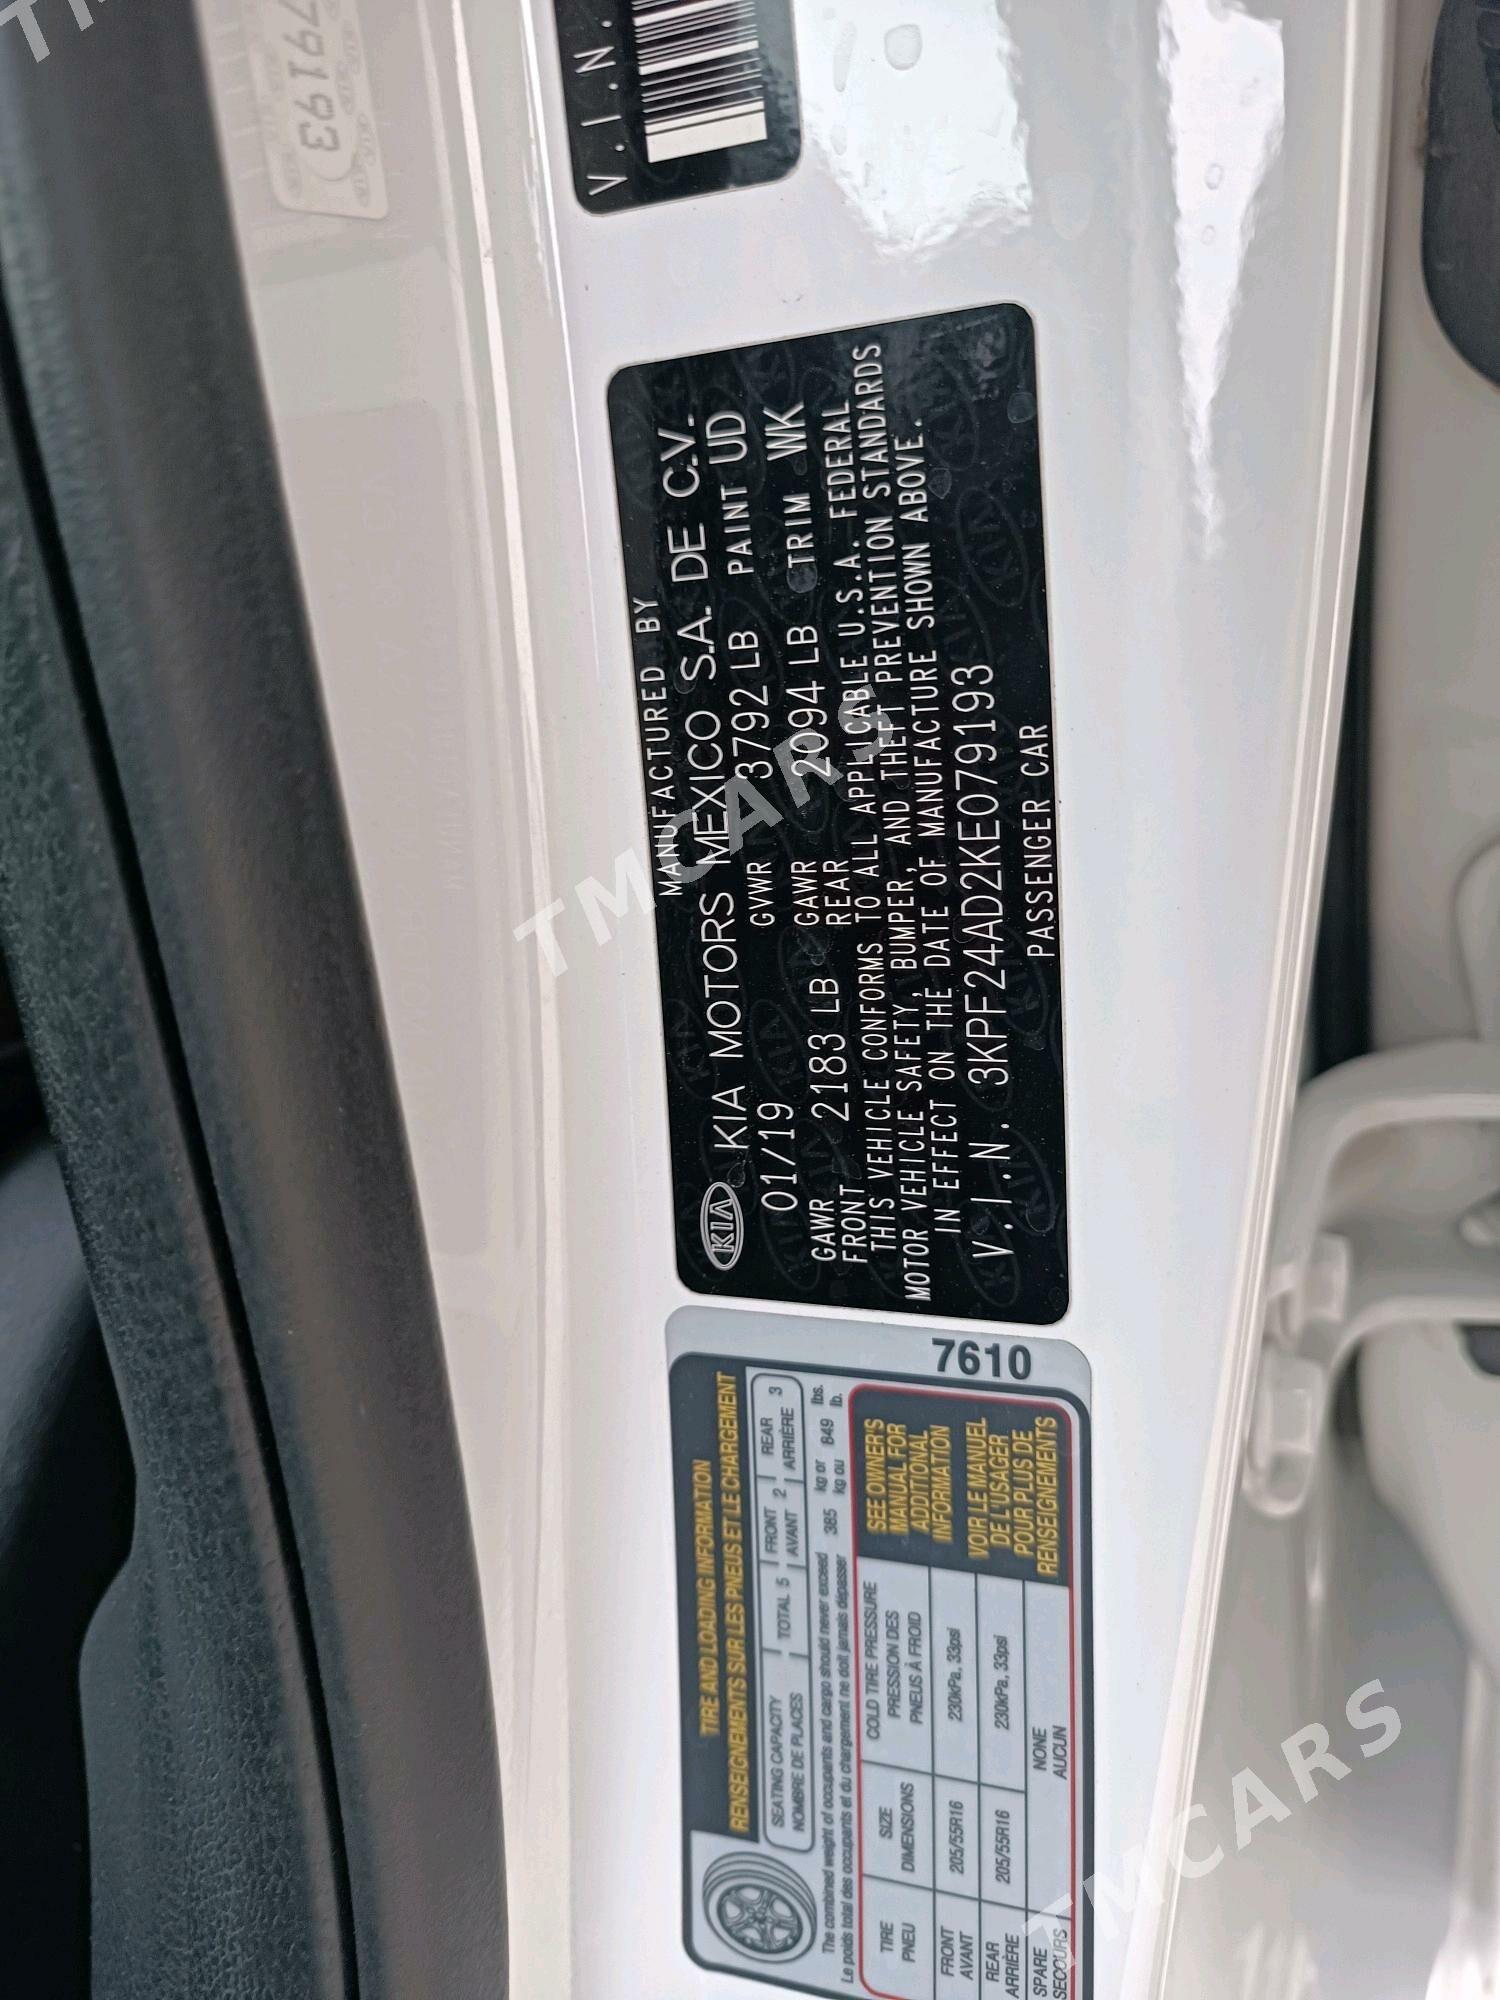 79193
V.I.N.
KIA KIA MOTORS MEXICO S.A. DE C.V.
MANUFACTURED BY
01/19 GVWR 3792 LB PAINT UD
GAWR FRONT 2183 LB GAWR REAR 2094 LB TRIM WK
THIS VEHICLE CONFORMS TO ALL APPLICABLE U.S.A. FEDERAL
MOTOR VEHICLE SAFETY, BUMPER, AND THEFT PREVENTION STANDARDS
IN EFFECT ON THE DATE OF MANUFACTURE SHOWN ABOVE.
V.I.N. 3KPF24AD2KE079193
PASSENGER CAR
7610
TIRE AND LOADING INFORMATION
RENSEIGNEMENTS SUR LES PNEUS ET LE CHARGEMENT
SEATING CAPACITY TOTAL 5 FRONT 2 REAR 3
NOMBRE DE PLACES AVANT ARRIÈRE
The combined weight of occupants and cargo should never exceed 385 kg or 849 lbs.
Le poids total des occupants et du chargement ne doit jamais dépasser kg ou lb.
TIRE SIZE COLD TIRE PRESSURE
PNEU DIMENSIONS PRESSION DES PNEUS À FROID
FRONT AVANT 205/55R16 230kPa, 33psi
REAR ARRIÈRE 205/55R16 230kPa, 33psi
SPARE SECOURS NONE AUCUN
SEE OWNER'S
MANUAL FOR
ADDITIONAL
INFORMATION
VOIR LE MANUEL
DE L'USAGER
POUR PLUS DE
RENSEIGNEMENTS
TMCARS
TMCARS